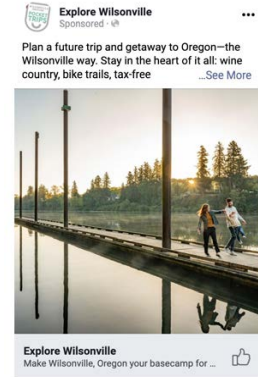 Explore Wilsonville
Sponsored
Plan a future trip and getaway to Oregon—the
Wilsonville way. Stay in the heart of it all: wine
country, bike trails, tax-free ...See More
Explore Wilsonville
Make Wilsonville, Oregon your basecamp for ...